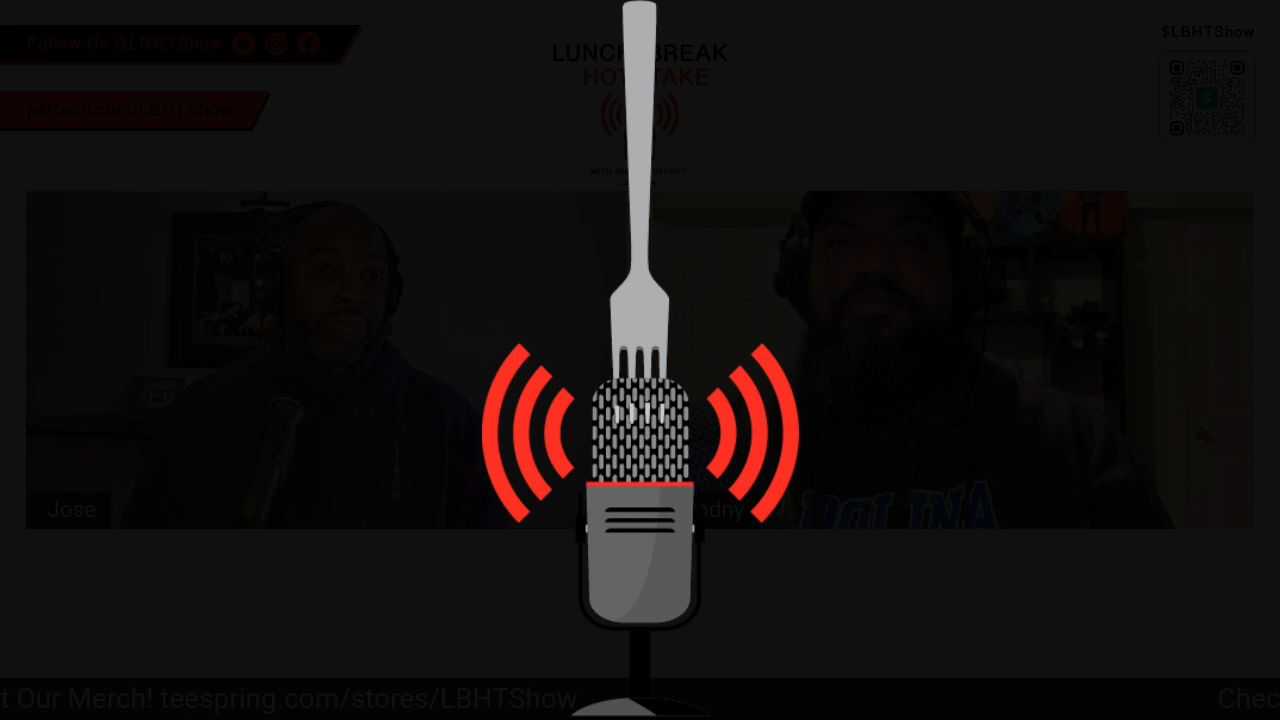 Follow Us @LBHTShow
$LBHTShow
LUNCH BREAK
HOT TAKE
patreon.com/LBHTShow
Jose
t Our Merch! teespring.com/stores/LBHTShow
Chec